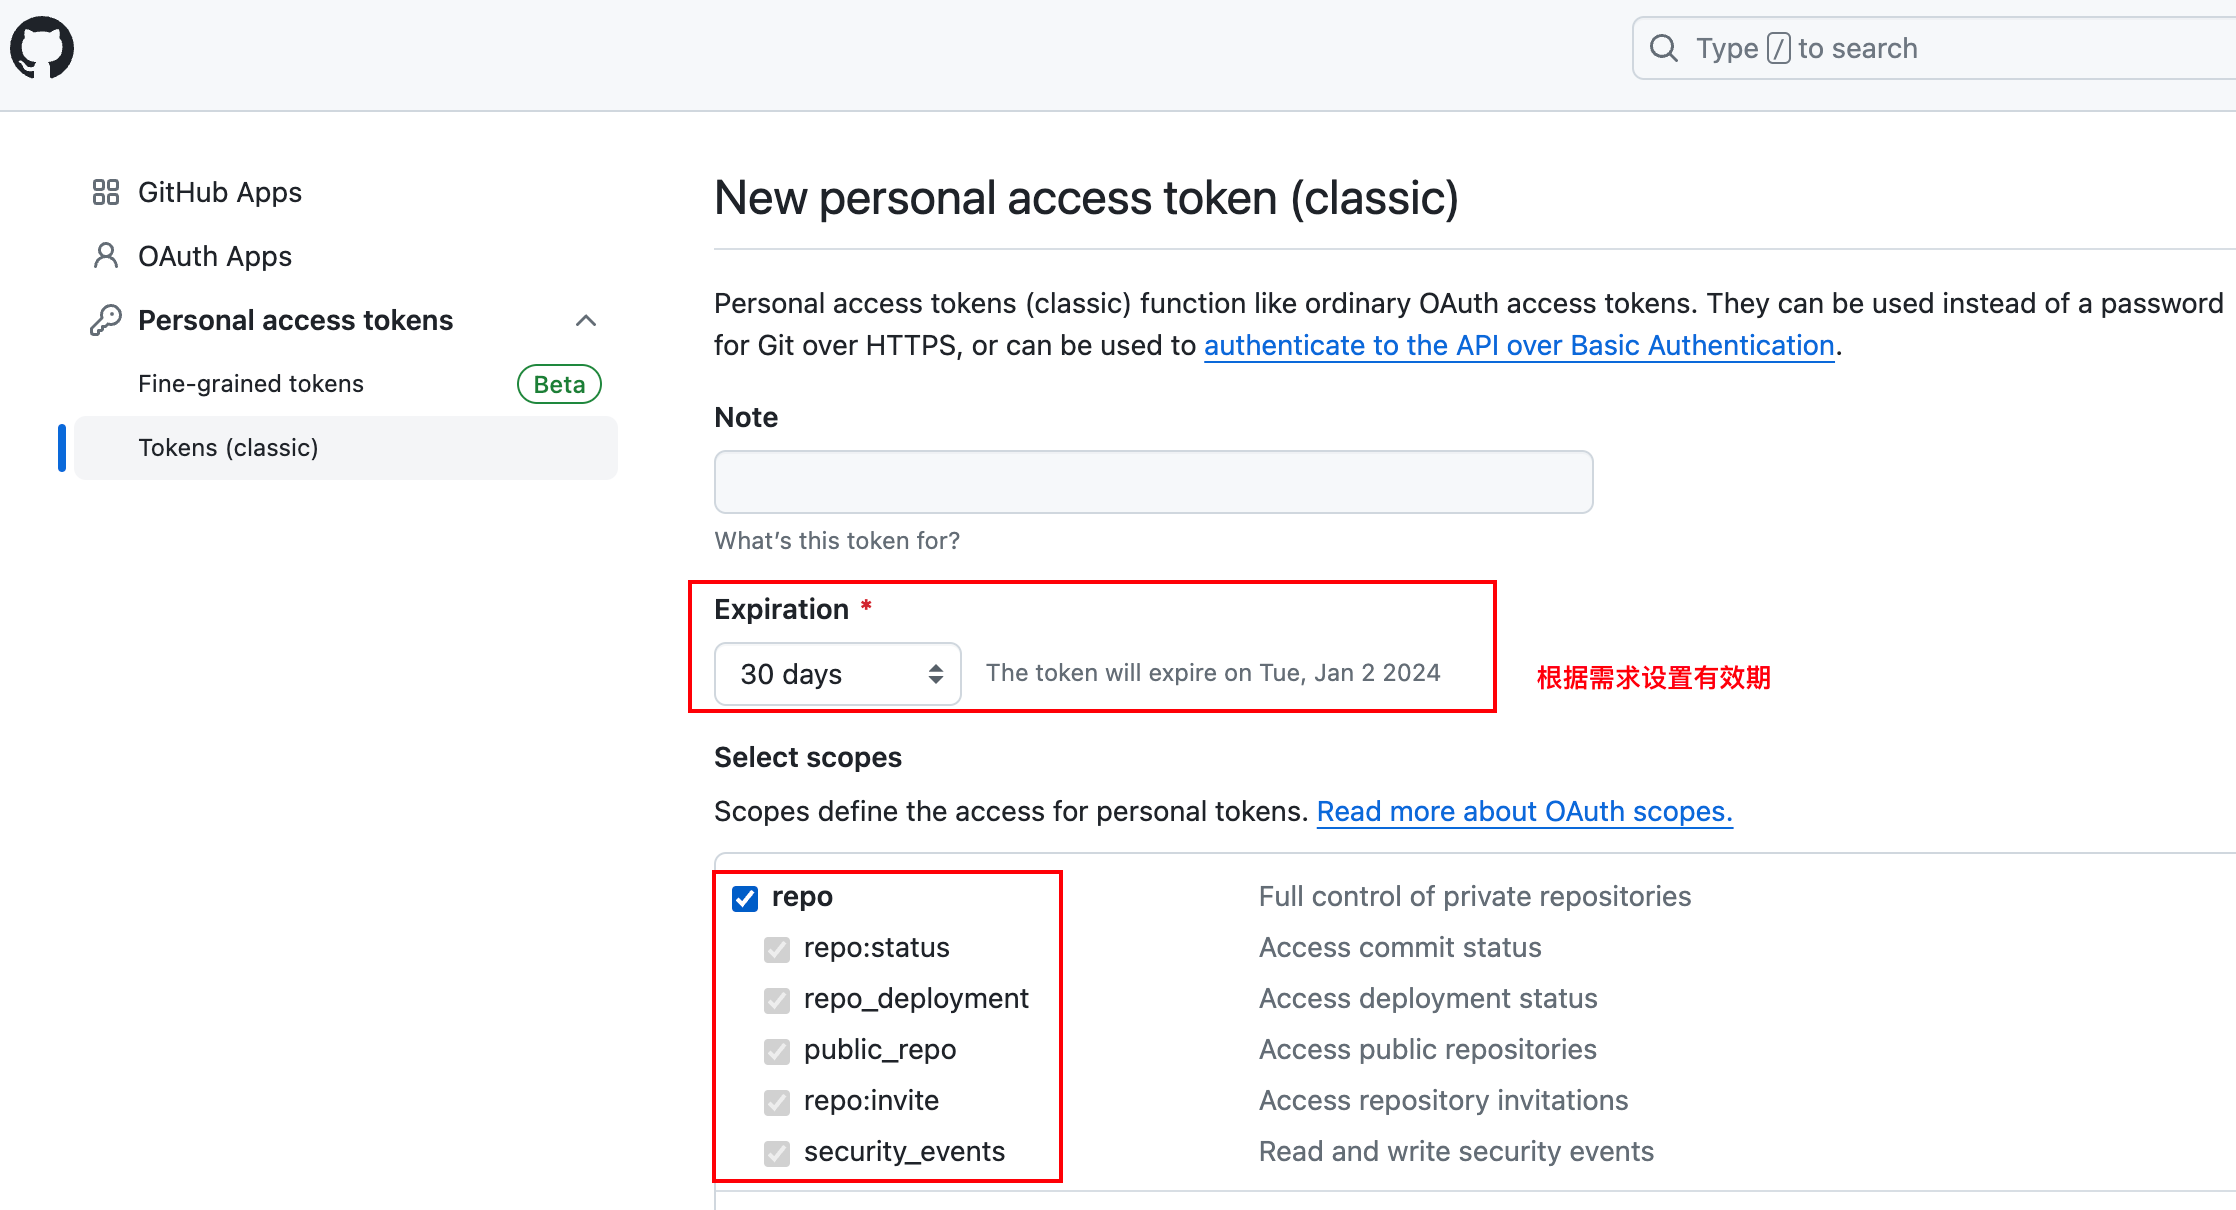 Type / to search
GitHub Apps
OAuth Apps
Personal access tokens
Fine-grained tokens Beta
Tokens (classic)
New personal access token (classic)
Personal access tokens (classic) function like ordinary OAuth access tokens. They can be used instead of a password
for Git over HTTPS, or can be used to authenticate to the API over Basic Authentication.
Note
What's this token for?
Expiration *
30 days The token will expire on Tue, Jan 2 2024
根据需求设置有效期
Select scopes
Scopes define the access for personal tokens. Read more about OAuth scopes.
repo Full control of private repositories
repo:status Access commit status
repo_deployment Access deployment status
public_repo Access public repositories
repo:invite Access repository invitations
security_events Read and write security events